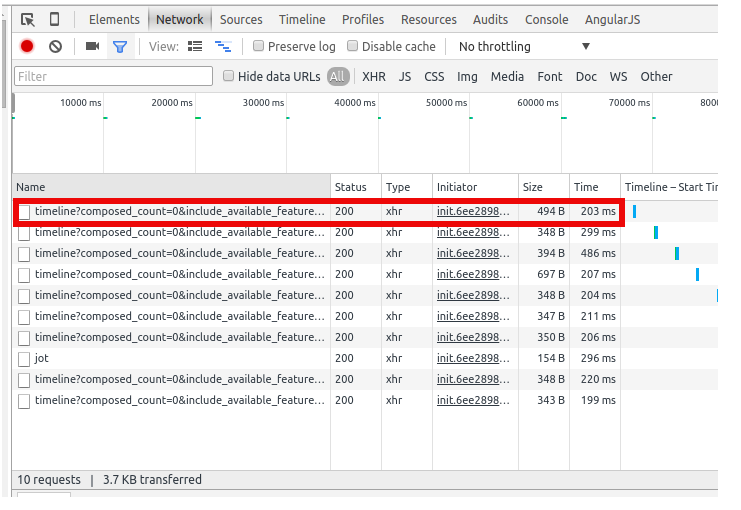 Elements Network Sources Timeline Profiles Resources Audits Console AngularJS
View: Preserve log Disable cache No throttling ▼
Filter Hide data URLs All XHR JS CSS Img Media Font Doc WS Other
10000 ms 20000 ms 30000 ms 40000 ms 50000 ms 60000 ms 70000 ms 8000
Name Status Type Initiator Size Time Timeline – Start Tin
timeline?composed_count=0&include_available_feature... 200 xhr init.6ee2898... 494 B 203 ms
timeline?composed_count=0&include_available_feature... 200 xhr init.6ee2898... 348 B 299 ms
timeline?composed_count=0&include_available_feature... 200 xhr init.6ee2898... 394 B 486 ms
timeline?composed_count=0&include_available_feature... 200 xhr init.6ee2898... 697 B 207 ms
timeline?composed_count=0&include_available_feature... 200 xhr init.6ee2898... 348 B 204 ms
timeline?composed_count=0&include_available_feature... 200 xhr init.6ee2898... 347 B 211 ms
timeline?composed_count=0&include_available_feature... 200 xhr init.6ee2898... 350 B 206 ms
jot 200 xhr init.6ee2898... 154 B 296 ms
timeline?composed_count=0&include_available_feature... 200 xhr init.6ee2898... 348 B 220 ms
timeline?composed_count=0&include_available_feature... 200 xhr init.6ee2898... 343 B 199 ms
10 requests | 3.7 KB transferred